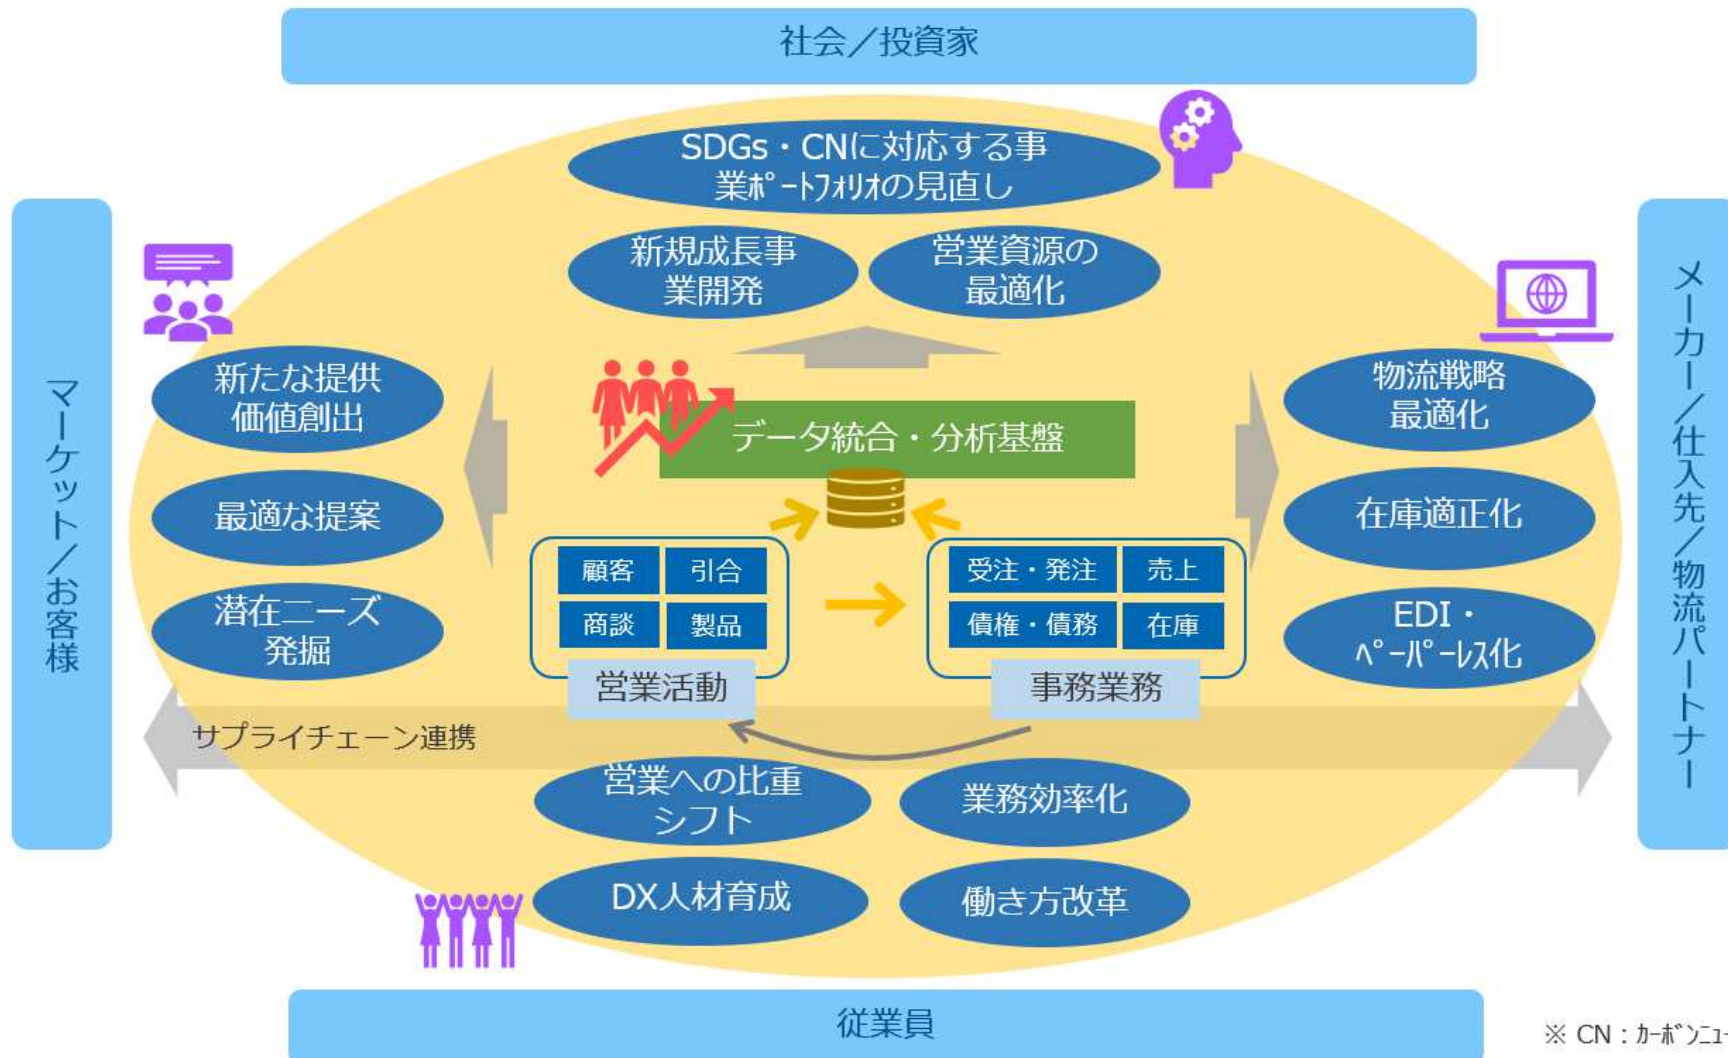 社会／投資家
SDGs・CNに対応する事
業ﾎﾟｰﾄﾌｫﾘｵの見直し
新規成長事
業開発
営業資源の
最適化
マーケット／お客様
新たな提供
価値創出
最適な提案
潜在ニーズ
発掘
データ統合・分析基盤
顧客
引合
商談
製品
営業活動
受注・発注
売上
債権・債務
在庫
事務業務
物流戦略
最適化
在庫適正化
EDI・
ﾍﾟｰﾊﾟｰﾚｽ化
メーカー／仕入先／物流パートナー
サプライチェーン連携
営業への比重
シフト
業務効率化
DX人材育成
働き方改革
従業員
※ CN：ｶｰﾎﾞﾝﾆｭｰ